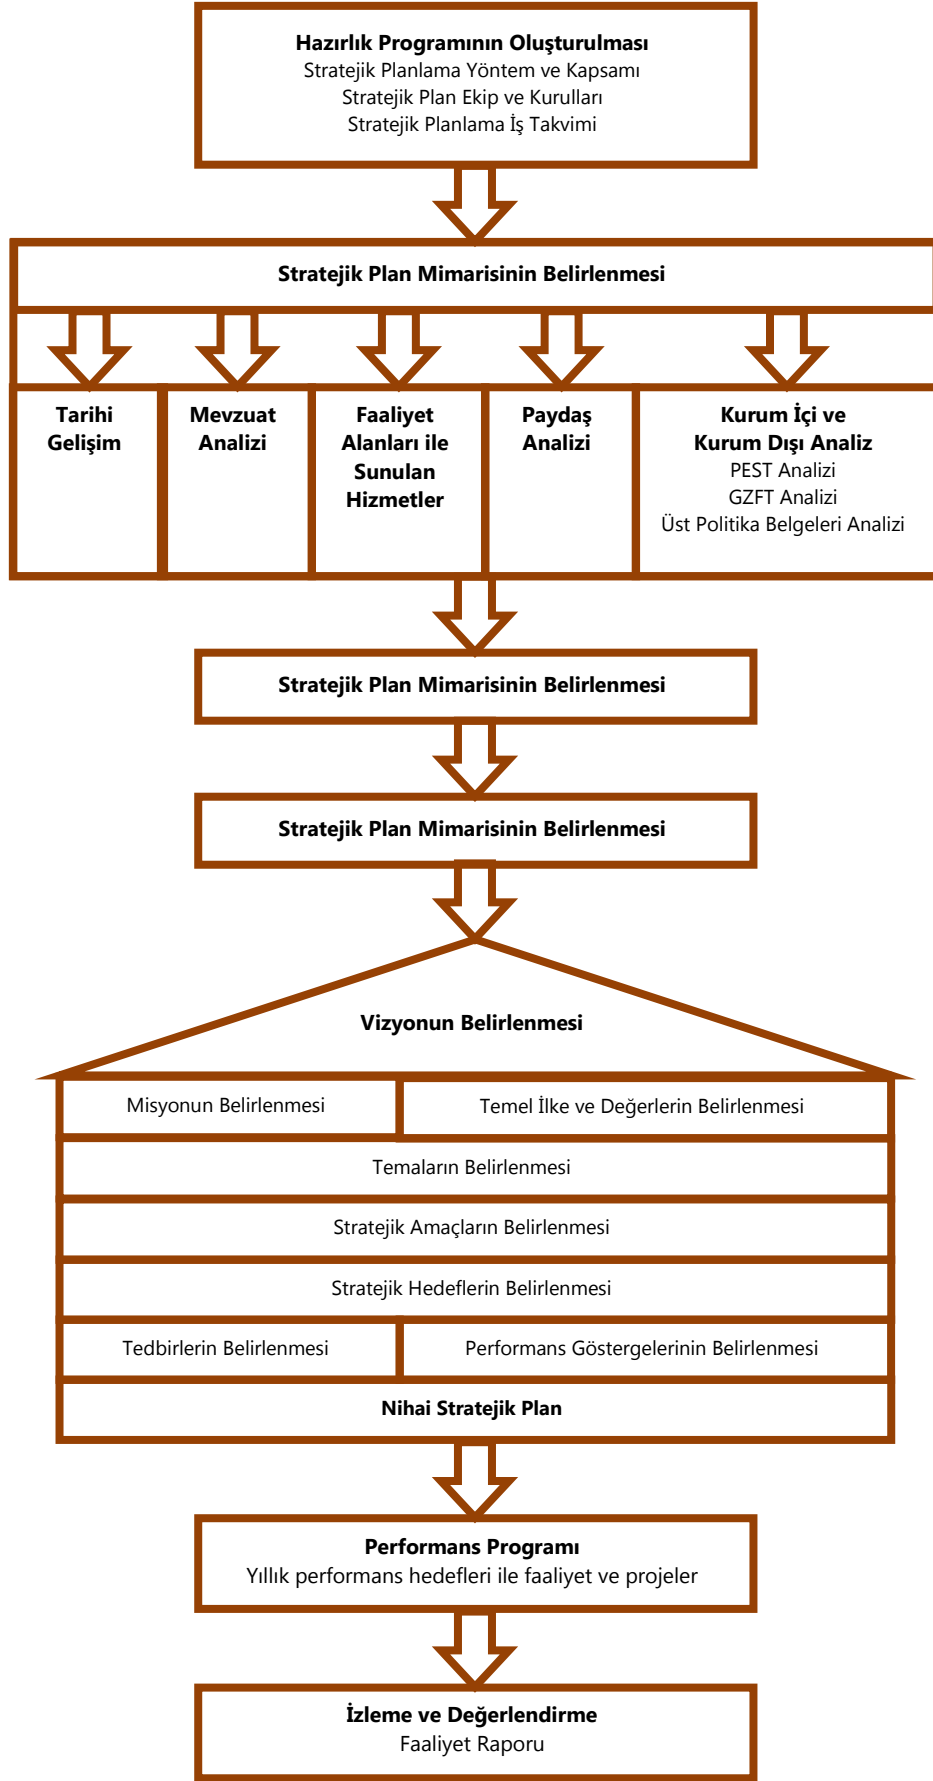 Hazırlık Programının Oluşturulması
Stratejik Planlama Yöntem ve Kapsamı
Stratejik Plan Ekip ve Kurulları
Stratejik Planlama İş Takvimi
Stratejik Plan Mimarisinin Belirlenmesi
Tarihi
Gelişim
Mevzuat
Analizi
Faaliyet
Alanları ile
Sunulan
Hizmetler
Paydaş
Analizi
Kurum İçi ve
Kurum Dışı Analiz
PEST Analizi
GZFT Analizi
Üst Politika Belgeleri Analizi
Stratejik Plan Mimarisinin Belirlenmesi
Stratejik Plan Mimarisinin Belirlenmesi
Vizyonun Belirlenmesi
Misyonun Belirlenmesi
Temel İlke ve Değerlerin Belirlenmesi
Temaların Belirlenmesi
Stratejik Amaçların Belirlenmesi
Stratejik Hedeflerin Belirlenmesi
Tedbirlerin Belirlenmesi
Performans Göstergelerinin Belirlenmesi
Nihai Stratejik Plan
Performans Programı
Yıllık performans hedefleri ile faaliyet ve projeler
İzleme ve Değerlendirme
Faaliyet Raporu